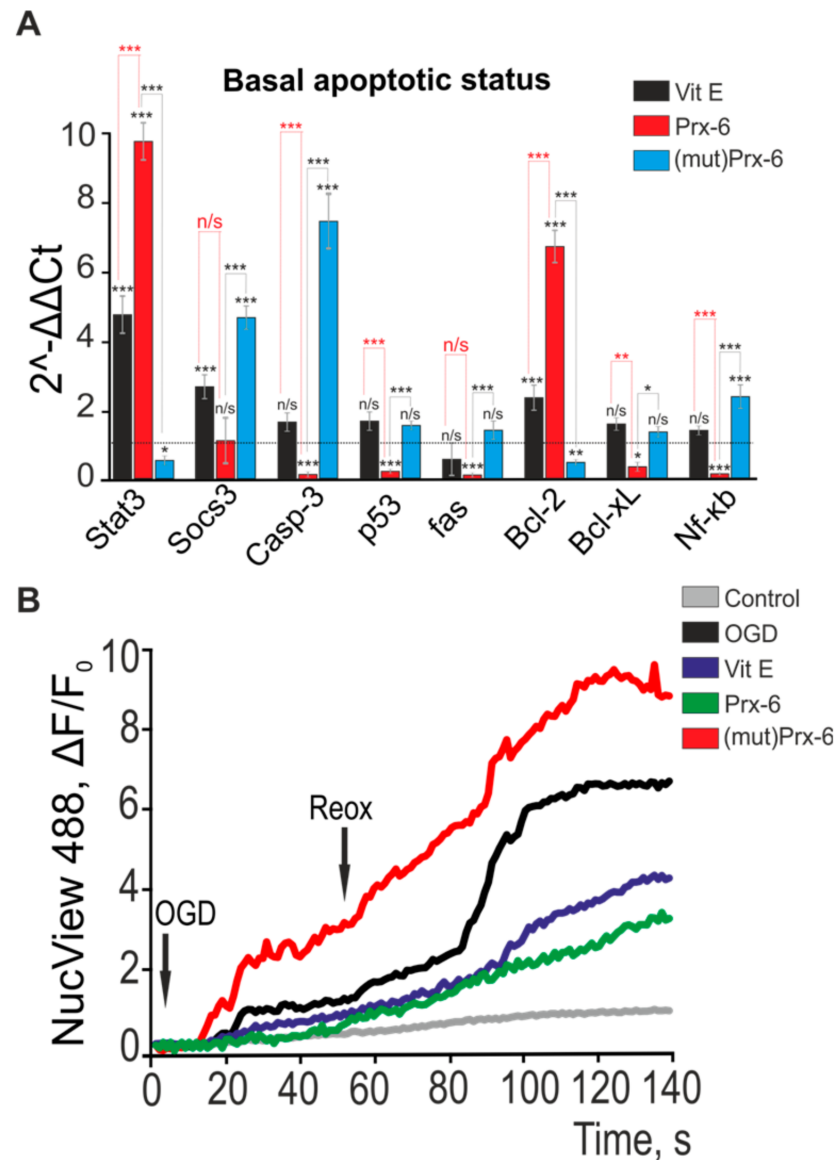 A
Basal apoptotic status
Vit E
Prx-6
(mut)Prx-6
2^-ΔΔCt
10
8
6
4
2
0
*** *** *** *** *** *
n/s *** *** n/s *** ***
*** *** *** n/s *** ***
*** *** n/s *** n/s
n/s *** n/s *** n/s
*** *** *** *** **
** * n/s * n/s
*** *** n/s *** ***
Stat3
Socs3
Casp-3
p53
fas
Bcl-2
Bcl-xL
Nf-κb
B
Control
OGD
Vit E
Prx-6
(mut)Prx-6
NucView 488, ΔF/F₀
10
8
6
4
2
0
OGD
Reox
0 20 40 60 80 100 120 140
Time, s